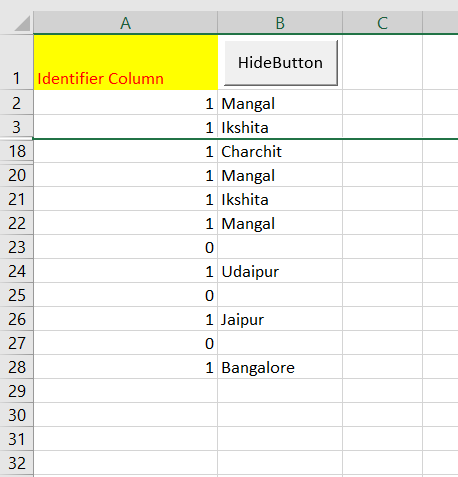 A B C
HideButton
1 Identifier Column
2 1 Mangal
3 1 Ikshita
18 1 Charchit
20 1 Mangal
21 1 Ikshita
22 1 Mangal
23 0
24 1 Udaipur
25 0
26 1 Jaipur
27 0
28 1 Bangalore
29
30
31
32